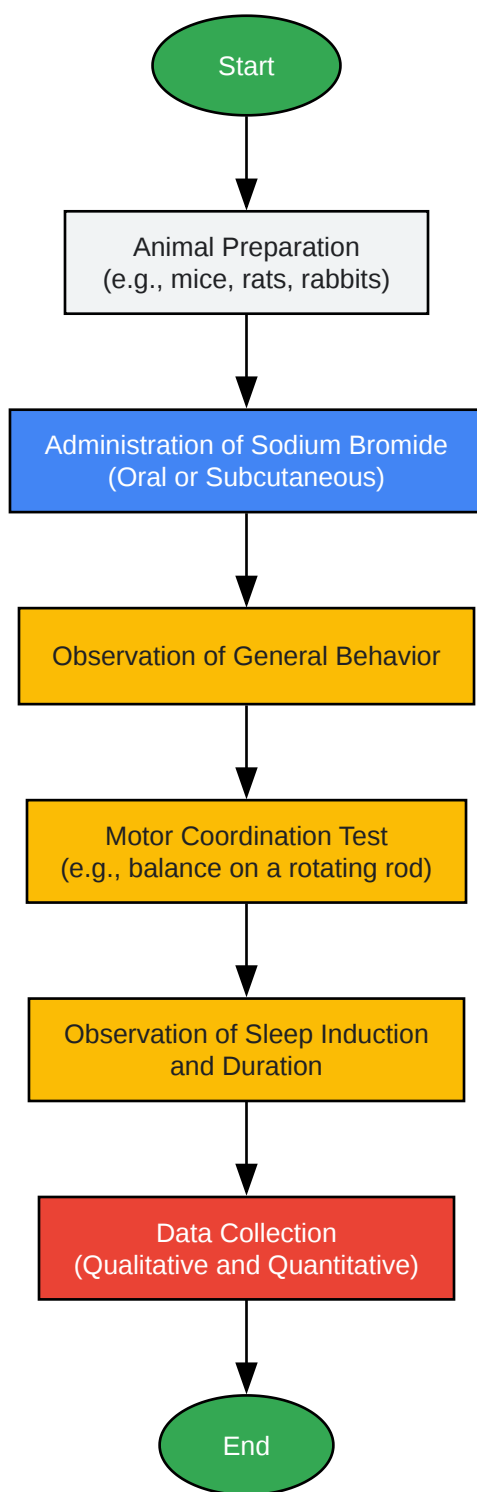 Start
Animal Preparation
(e.g., mice, rats, rabbits)
Administration of Sodium Bromide
(Oral or Subcutaneous)
Observation of General Behavior
Motor Coordination Test
(e.g., balance on a rotating rod)
Observation of Sleep Induction
and Duration
Data Collection
(Qualitative and Quantitative)
End